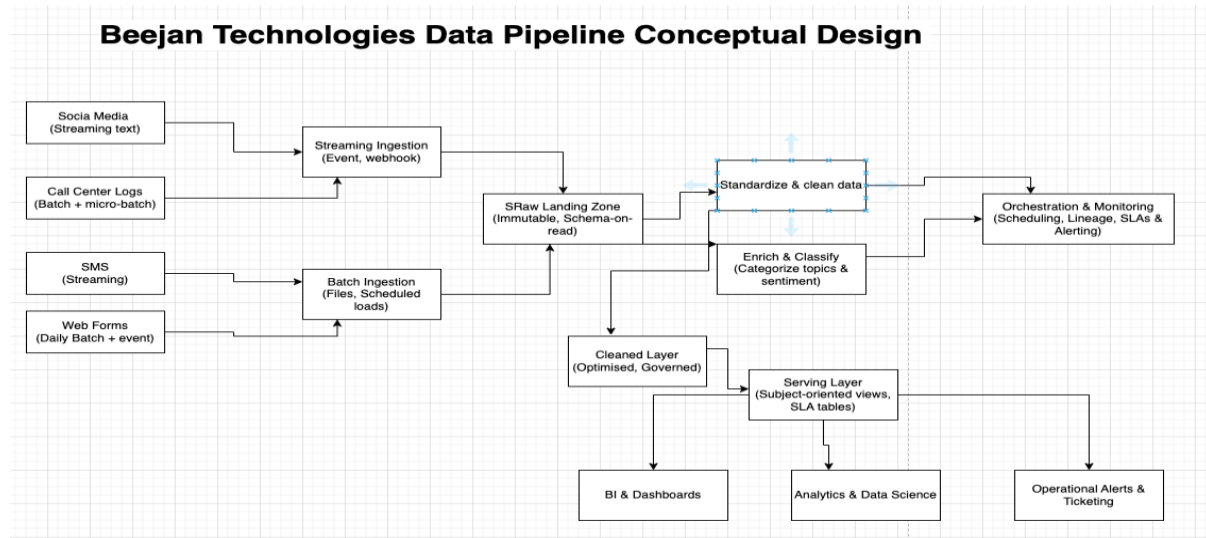 Beejan Technologies Data Pipeline Conceptual Design
Socia Media
(Streaming text)
Call Center Logs
(Batch + micro-batch)
SMS
(Streaming)
Web Forms
(Daily Batch + event)
Streaming Ingestion
(Event, webhook)
Batch Ingestion
(Files, Scheduled
loads)
SRaw Landing Zone
(Immutable, Schema-on-
read)
Standardize & clean data
Enrich & Classify
(Categorize topics &
sentiment)
Orchestration & Monitoring
(Scheduling, Lineage, SLAs &
Alerting)
Cleaned Layer
(Optimised, Governed)
Serving Layer
(Subject-oriented views,
SLA tables)
BI & Dashboards
Analytics & Data Science
Operational Alerts &
Ticketing